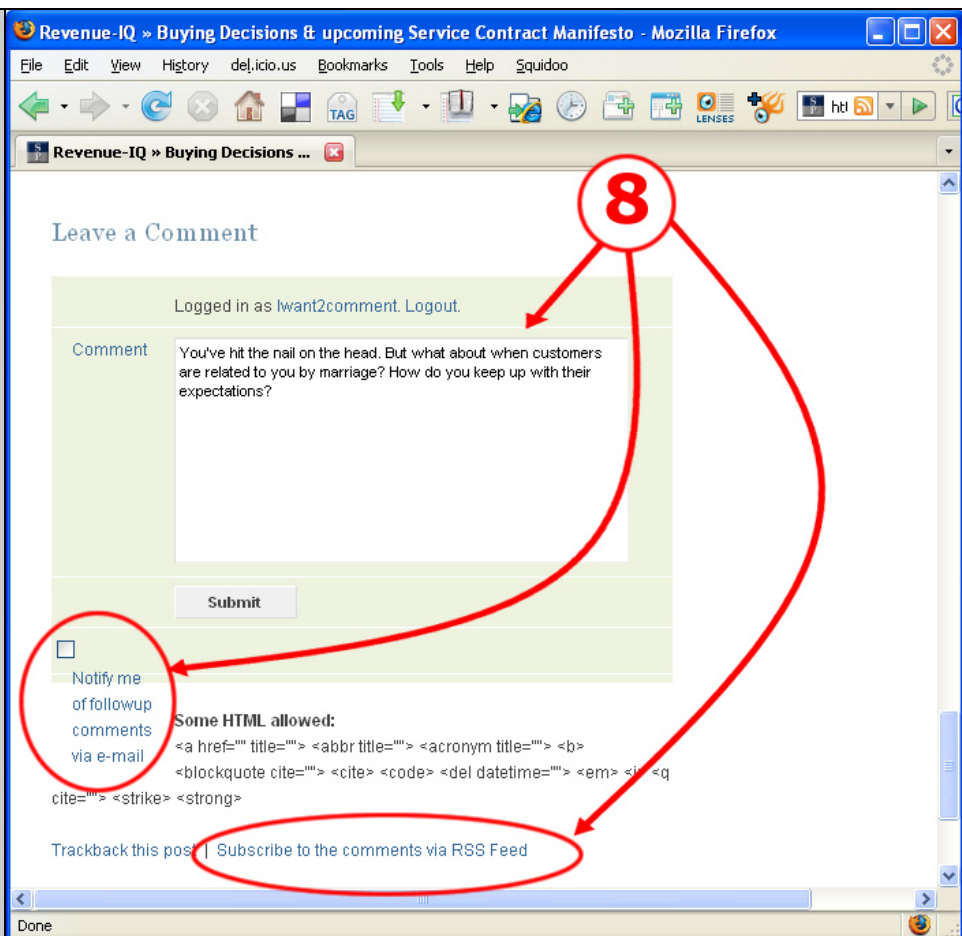 Revenue-IQ » Buying Decisions & upcoming Service Contract Manifesto - Mozilla Firefox
File Edit View History del.icio.us Bookmarks Tools Help Squidoo
TAG LENSES htt
Revenue-IQ » Buying Decisions ...
8
Leave a Comment
Logged in as Iwant2comment. Logout.
Comment
You've hit the nail on the head. But what about when customers
are related to you by marriage? How do you keep up with their
expectations?
Submit
Notify me
of followup
comments
via e-mail
Some HTML allowed:
<a href="" title=""> <abbr title=""> <acronym title=""> <b>
<blockquote cite=""> <cite> <code> <del datetime=""> <em> <q
cite=""> <strike> <strong>
Trackback this post | Subscribe to the comments via RSS Feed
Done